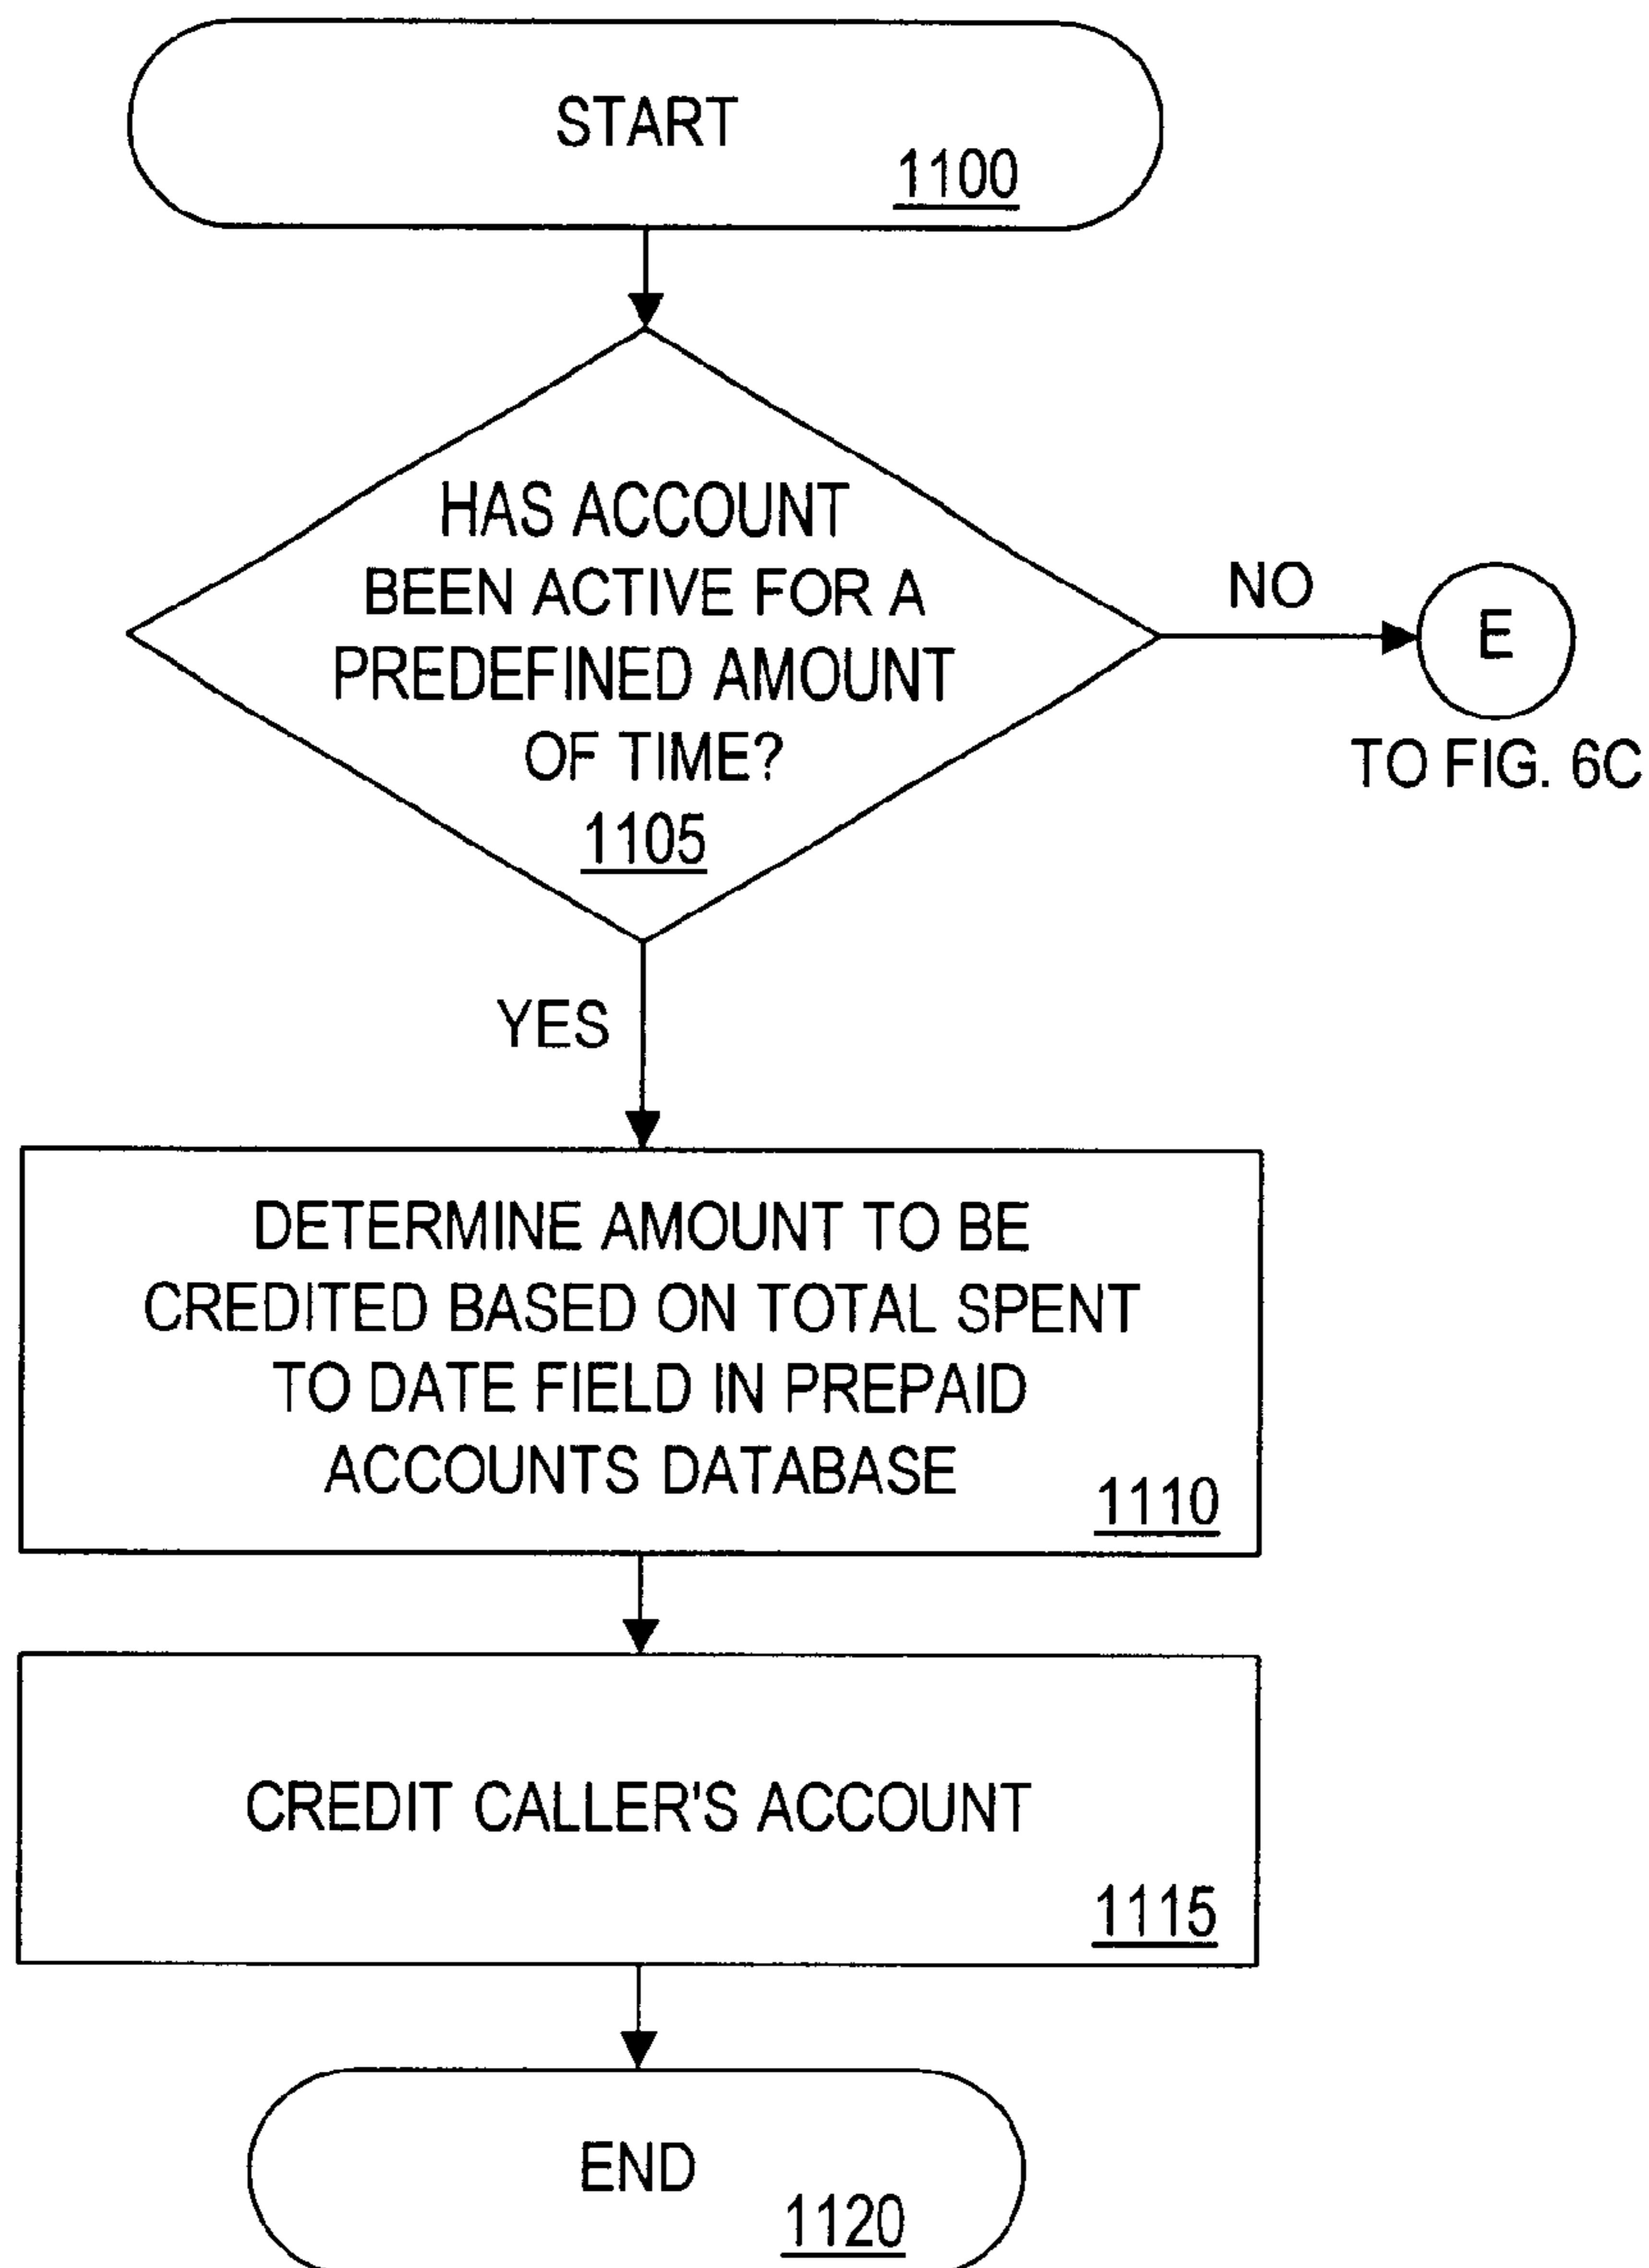 START
1100
HAS ACCOUNT
BEEN ACTIVE FOR A
PREDEFINED AMOUNT
OF TIME?
1105
NO
E
TO FIG. 6C
YES
DETERMINE AMOUNT TO BE
CREDITED BASED ON TOTAL SPENT
TO DATE FIELD IN PREPAID
ACCOUNTS DATABASE
1110
CREDIT CALLER'S ACCOUNT
1115
END
1120